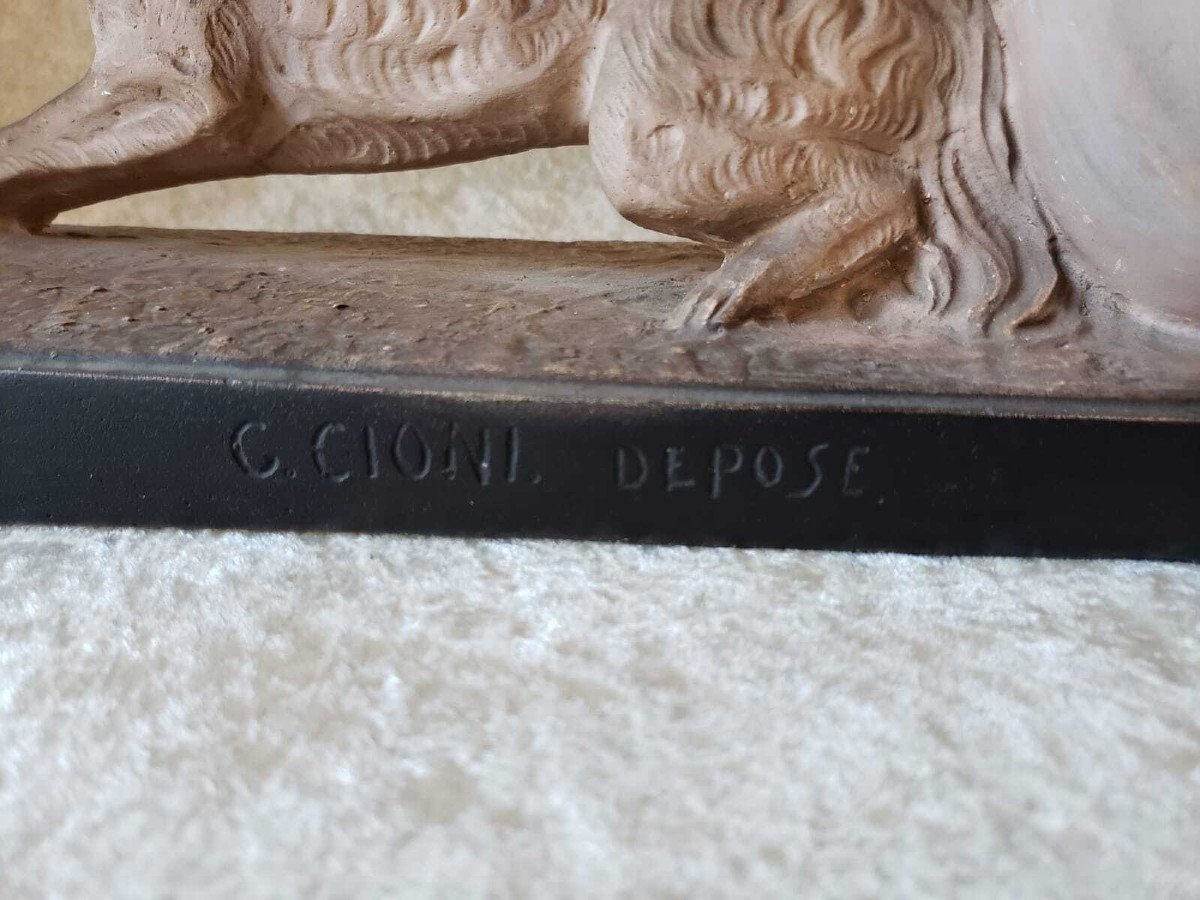 G. CIONI. DEPOSE.